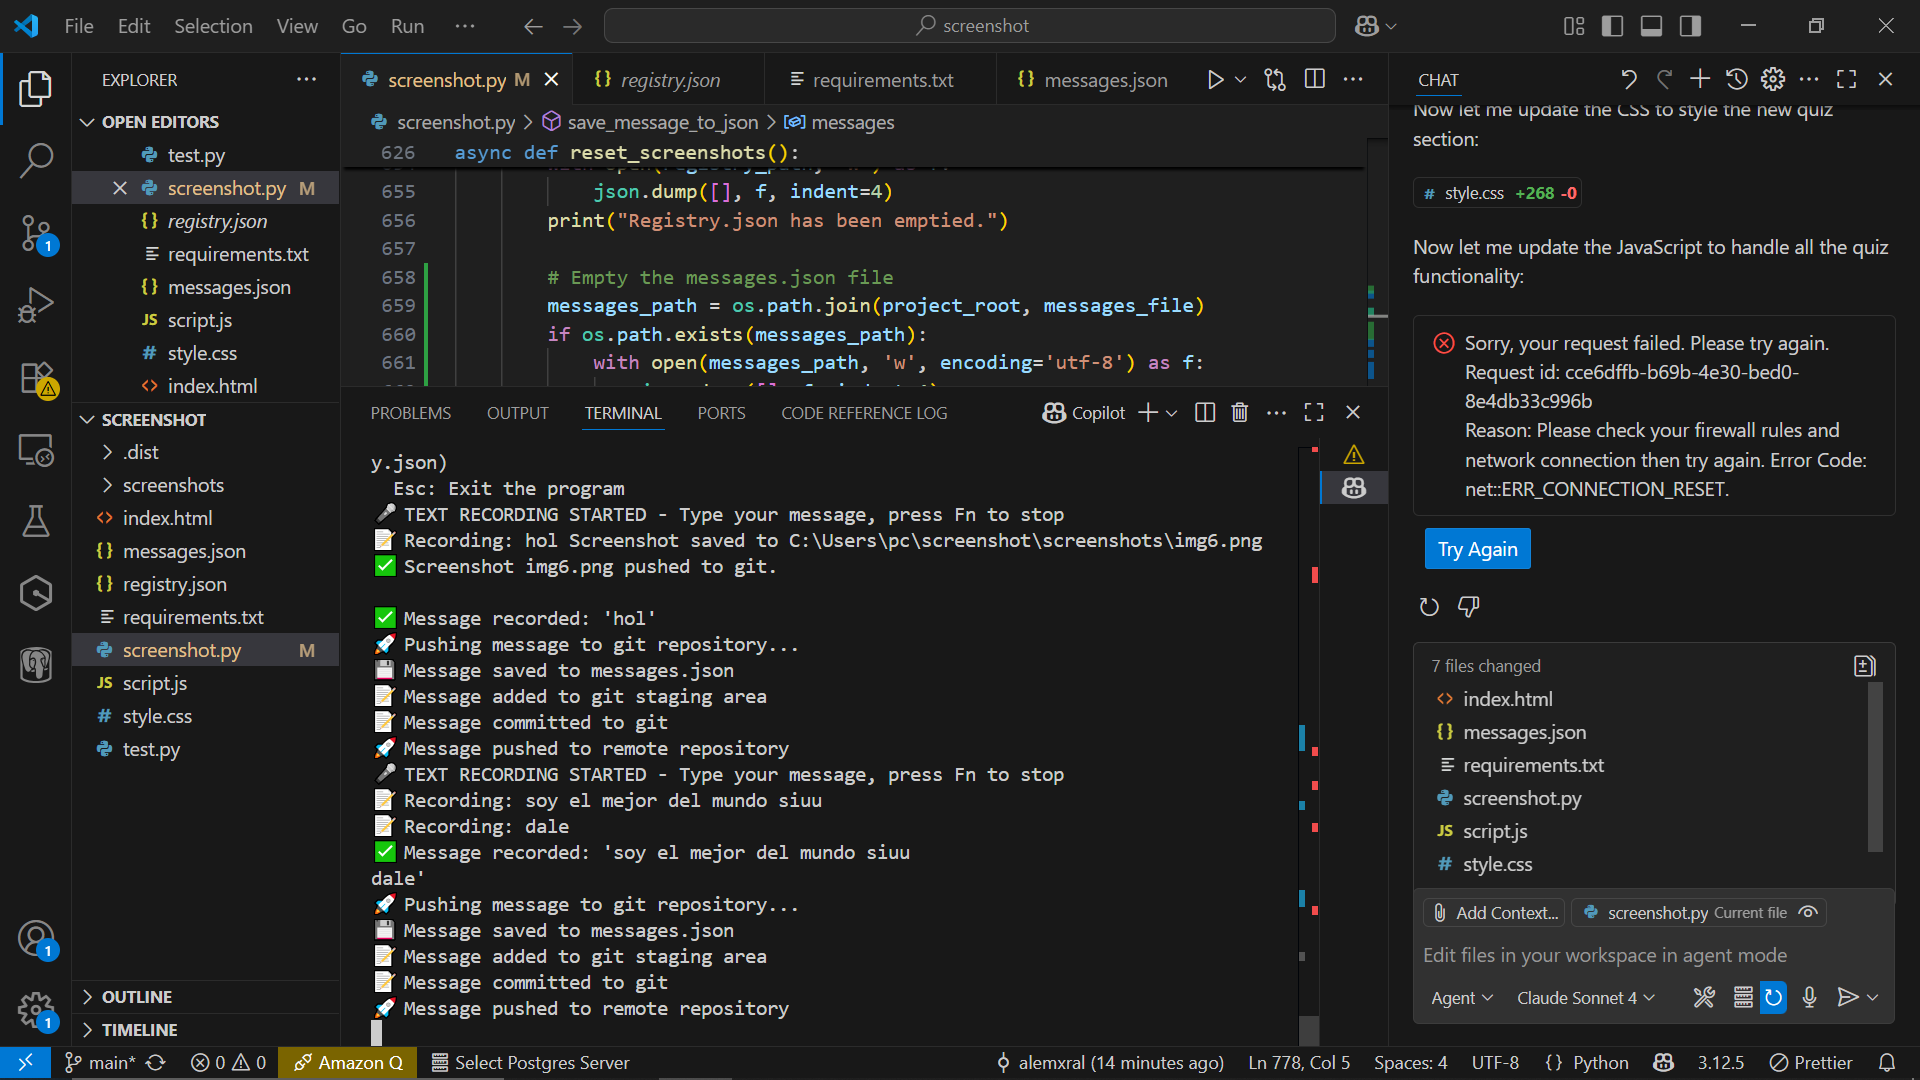 File Edit Selection View Go Run ···
screenshot
EXPLORER
OPEN EDITORS
test.py
screenshot.py M
registry.json
requirements.txt
messages.json
JS script.js
# style.css
index.html
SCREENSHOT
.dist
screenshots
index.html
messages.json
registry.json
requirements.txt
screenshot.py M
JS script.js
# style.css
test.py
OUTLINE
TIMELINE
1
1
1
screenshot.py M
registry.json
requirements.txt
messages.json
screenshot.py > save_message_to_json > messages
626 async def reset_screenshots():
655 json.dump([], f, indent=4)
656 print("Registry.json has been emptied.")
657
658 # Empty the messages.json file
659 messages_path = os.path.join(project_root, messages_file)
660 if os.path.exists(messages_path):
661 with open(messages_path, 'w', encoding='utf-8') as f:
PROBLEMS OUTPUT TERMINAL PORTS CODE REFERENCE LOG
Copilot
y.json)
Esc: Exit the program
🎤 TEXT RECORDING STARTED - Type your message, press Fn to stop
📝 Recording: hol Screenshot saved to C:\Users\pc\screenshot\screenshots\img6.png
✅ Screenshot img6.png pushed to git.
✅ Message recorded: 'hol'
🚀 Pushing message to git repository...
💾 Message saved to messages.json
📝 Message added to git staging area
📝 Message committed to git
🚀 Message pushed to remote repository
🎤 TEXT RECORDING STARTED - Type your message, press Fn to stop
📝 Recording: soy el mejor del mundo siuu
📝 Recording: dale
✅ Message recorded: 'soy el mejor del mundo siuu
dale'
🚀 Pushing message to git repository...
💾 Message saved to messages.json
📝 Message added to git staging area
📝 Message committed to git
🚀 Message pushed to remote repository
CHAT
Now let me update the CSS to style the new quiz
section:
# style.css +268 -0
Now let me update the JavaScript to handle all the quiz
functionality:
Sorry, your request failed. Please try again.
Request id: cce6dffb-b69b-4e30-bed0-
8e4db33c996b
Reason: Please check your firewall rules and
network connection then try again. Error Code:
net::ERR_CONNECTION_RESET.
Try Again
7 files changed
index.html
messages.json
requirements.txt
screenshot.py
JS script.js
# style.css
Add Context... screenshot.py Current file
Edit files in your workspace in agent mode
Agent Claude Sonnet 4
main* 0 0 Amazon Q Select Postgres Server alemxral (14 minutes ago) Ln 778, Col 5 Spaces: 4 UTF-8 {} Python 3.12.5 Prettier